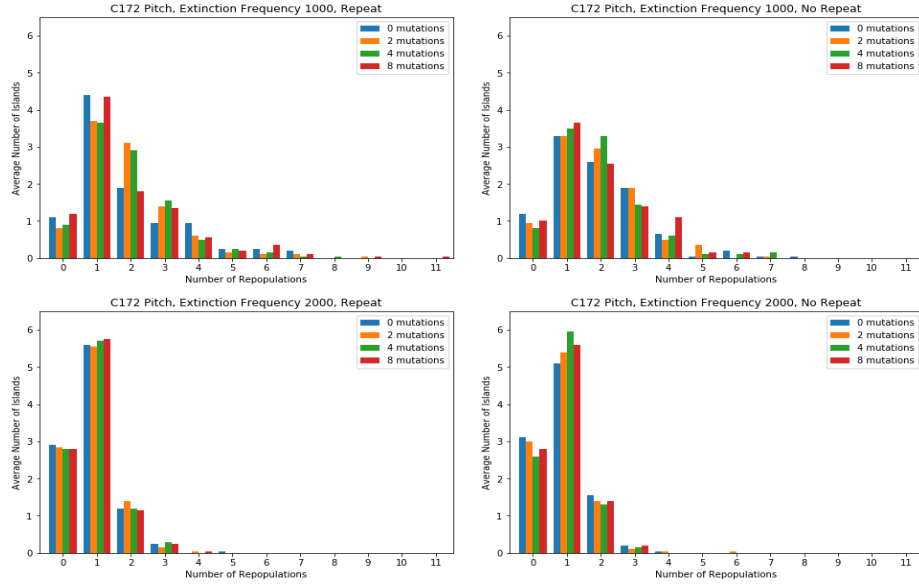 C172 Pitch, Extinction Frequency 1000, Repeat
6
5
4
3
2
1
0
Average Number of Islands
0 mutations
2 mutations
4 mutations
8 mutations
0 1 2 3 4 5 6 7 8 9 10 11
Number of Repopulations
C172 Pitch, Extinction Frequency 1000, No Repeat
6
5
4
3
2
1
0
Average Number of Islands
0 mutations
2 mutations
4 mutations
8 mutations
0 1 2 3 4 5 6 7 8 9 10 11
Number of Repopulations
C172 Pitch, Extinction Frequency 2000, Repeat
6
5
4
3
2
1
0
Average Number of Islands
0 mutations
2 mutations
4 mutations
8 mutations
0 1 2 3 4 5 6 7 8 9 10 11
Number of Repopulations
C172 Pitch, Extinction Frequency 2000, No Repeat
6
5
4
3
2
1
0
Average Number of Islands
0 mutations
2 mutations
4 mutations
8 mutations
0 1 2 3 4 5 6 7 8 9 10 11
Number of Repopulations